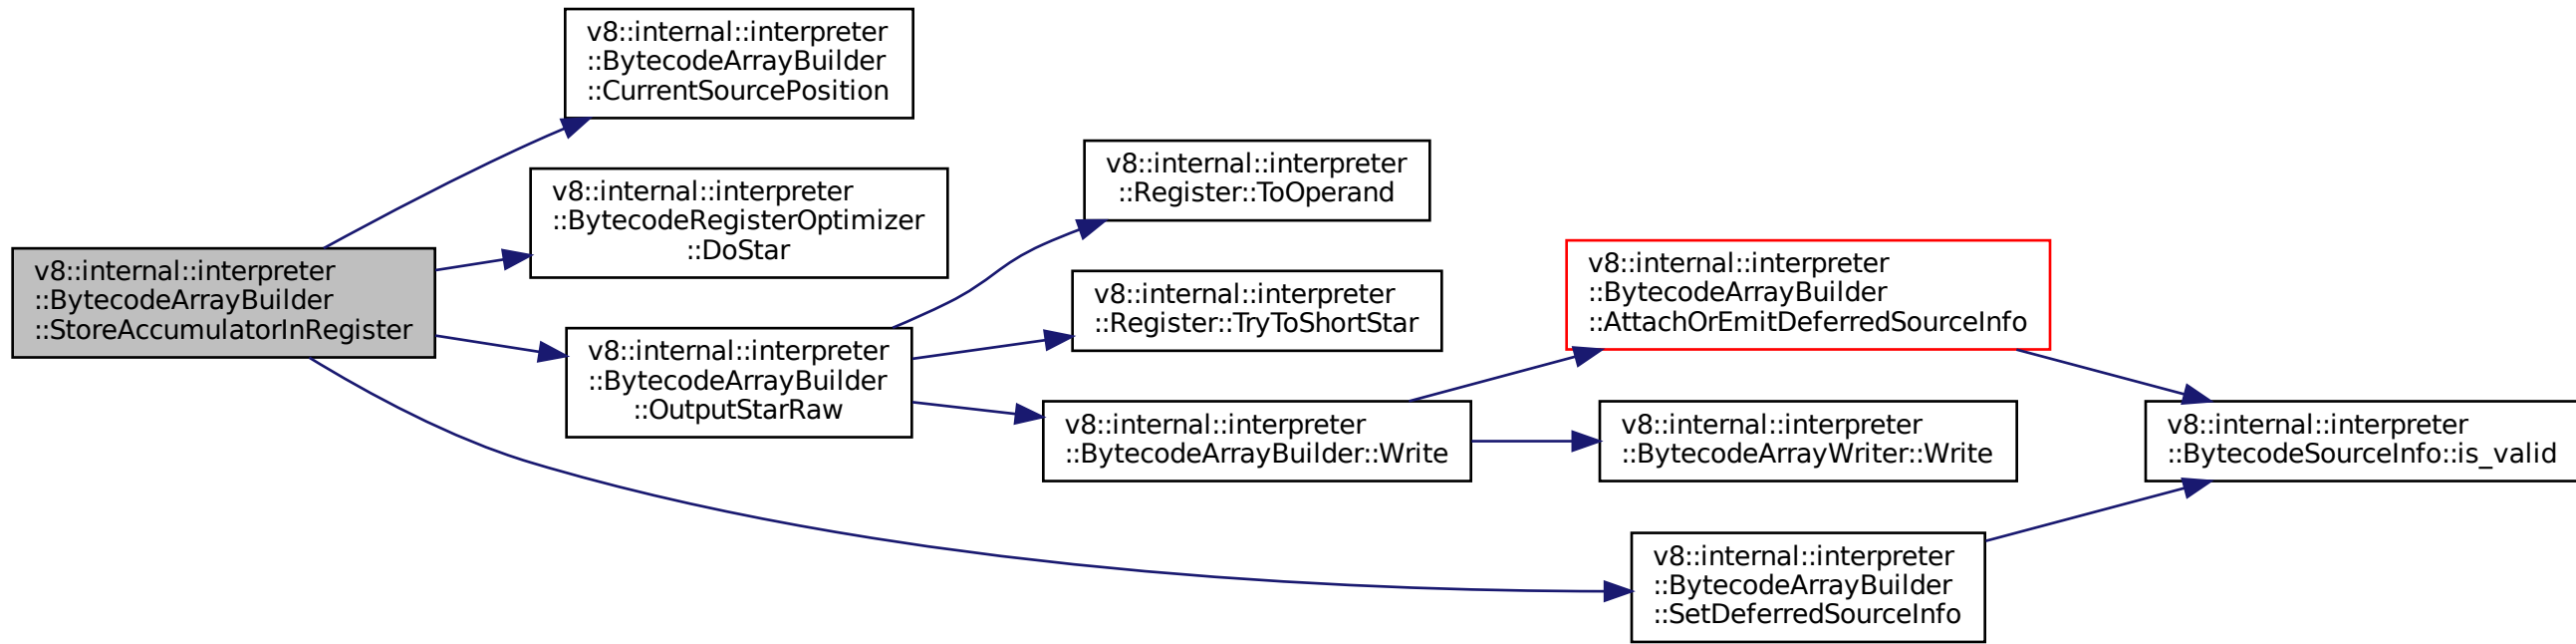 v8::internal::interpreter
::BytecodeArrayBuilder
::StoreAccumulatorInRegister
v8::internal::interpreter
::BytecodeArrayBuilder
::CurrentSourcePosition
v8::internal::interpreter
::BytecodeRegisterOptimizer
::DoStar
v8::internal::interpreter
::BytecodeArrayBuilder
::OutputStarRaw
v8::internal::interpreter
::Register::ToOperand
v8::internal::interpreter
::Register::TryToShortStar
v8::internal::interpreter
::BytecodeArrayBuilder::Write
v8::internal::interpreter
::BytecodeArrayBuilder
::AttachOrEmitDeferredSourceInfo
v8::internal::interpreter
::BytecodeArrayWriter::Write
v8::internal::interpreter
::BytecodeSourceInfo::is_valid
v8::internal::interpreter
::BytecodeArrayBuilder
::SetDeferredSourceInfo